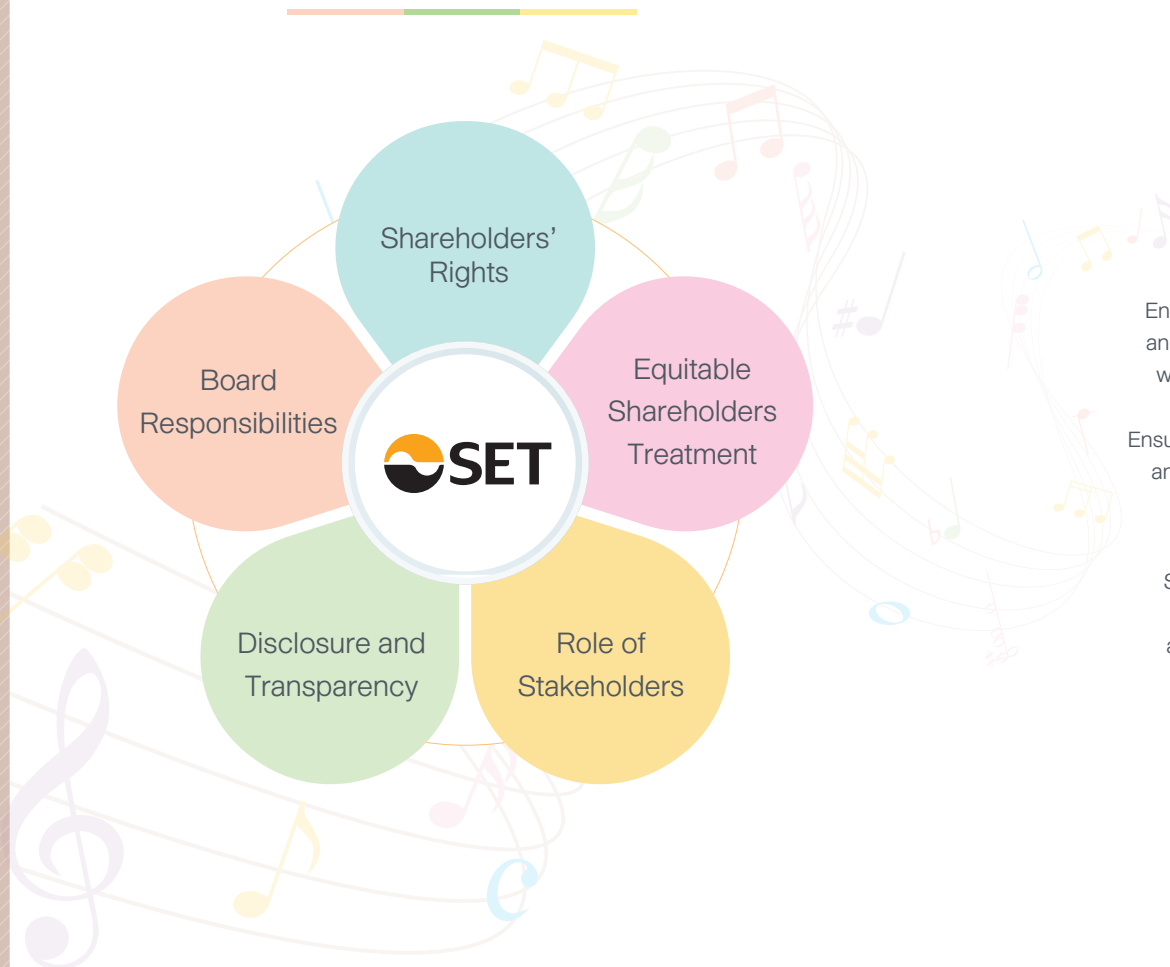 Shareholders'
Rights
Equitable
Shareholders
Treatment
Board
Responsibilities
SET
Disclosure and
Transparency
Role of
Stakeholders